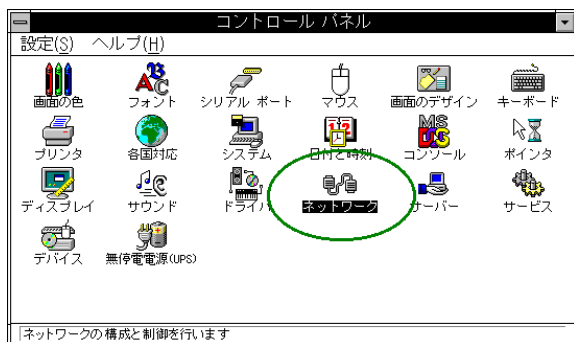 コントロール パネル
設定(S) ヘルプ(H)
画面の色 フォント シリアル ポート マウス 画面のデザイン キーボード
プリンタ 各国対応 システム 日付と時刻 コンソール ポインタ
ディスプレイ サウンド ドライバ ネットワーク サーバー サービス
デバイス 無停電電源(UPS)
ネットワークの構成と制御を行います